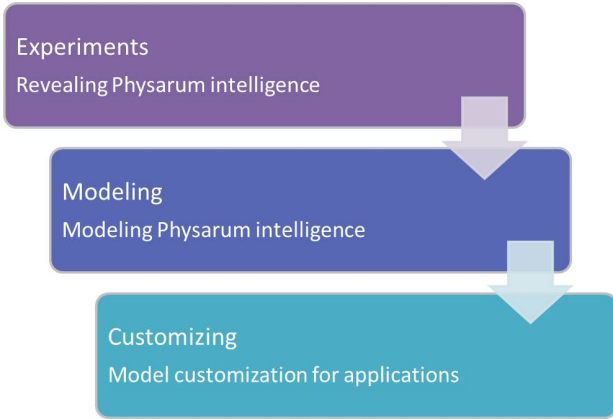 Experiments
Revealing Physarum intelligence
Modeling
Modeling Physarum intelligence
Customizing
Model customization for applications